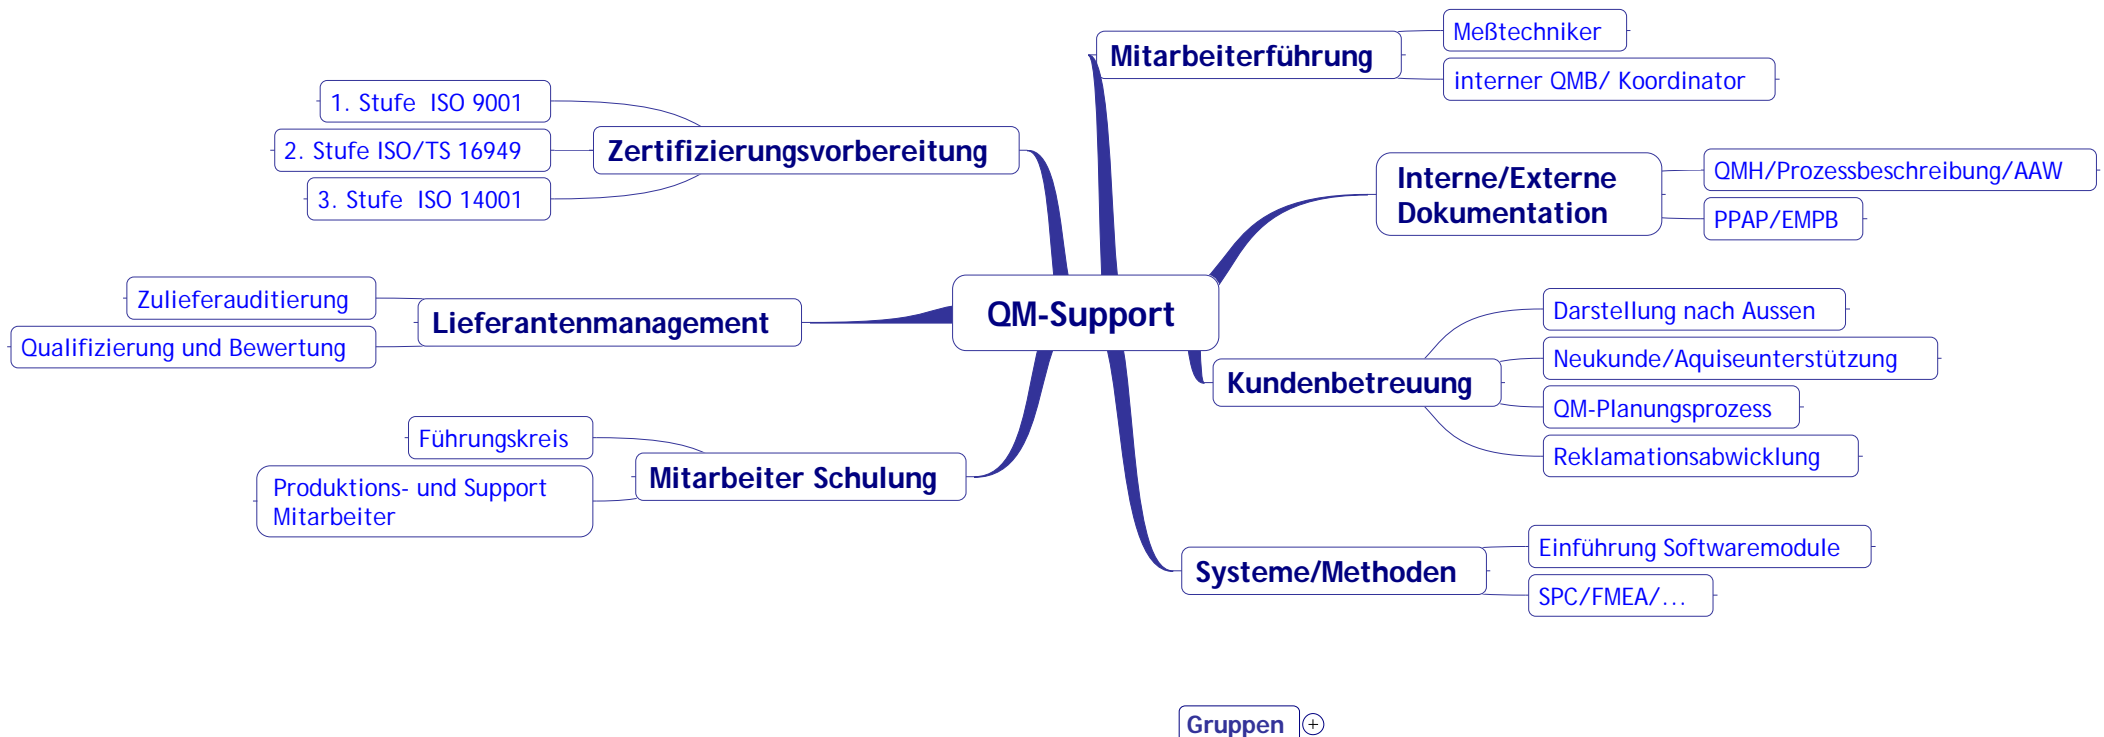 QM-Support
Mitarbeiterführung
Meßtechniker
interner QMB/ Koordinator
Interne/Externe
Dokumentation
QMH/Prozessbeschreibung/AAW
PPAP/EMPB
Kundenbetreuung
Darstellung nach Aussen
Neukunde/Aquiseunterstützung
QM-Planungsprozess
Reklamationsabwicklung
Systeme/Methoden
Einführung Softwaremodule
SPC/FMEA/...
Mitarbeiter Schulung
Führungskreis
Produktions- und Support
Mitarbeiter
Lieferantenmanagement
Zulieferauditierung
Qualifizierung und Bewertung
Zertifizierungsvorbereitung
1. Stufe  ISO 9001
2. Stufe ISO/TS 16949
3. Stufe  ISO 14001
Gruppen